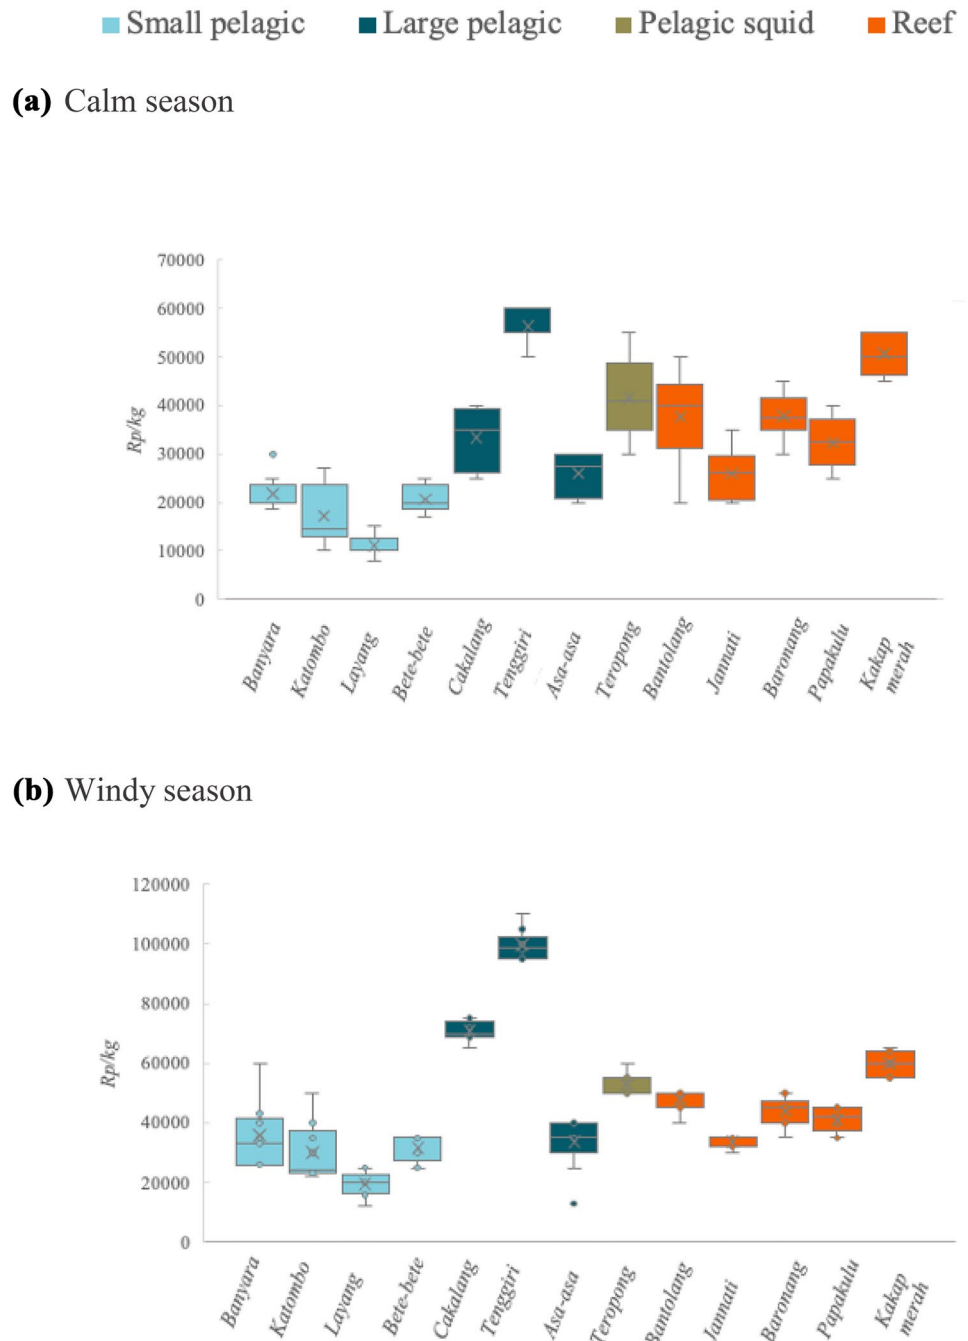 Small pelagic Large pelagic Pelagic squid Reef
(a) Calm season
70000
60000
50000
40000
30000
20000
10000
0
Rp/kg
Banyara Katombo Layang Bete-bete Cakalang Tenggiri Asa-asa Teropong Bantolang Jannati Baronang Papakulu Kakap merah
(b) Windy season
120000
100000
80000
60000
40000
20000
0
Rp/kg
Banyara Katombo Layang Bete-bete Cakalang Tenggiri Asa-asa Teropong Bantolang Jannati Baronang Papakulu Kakap merah